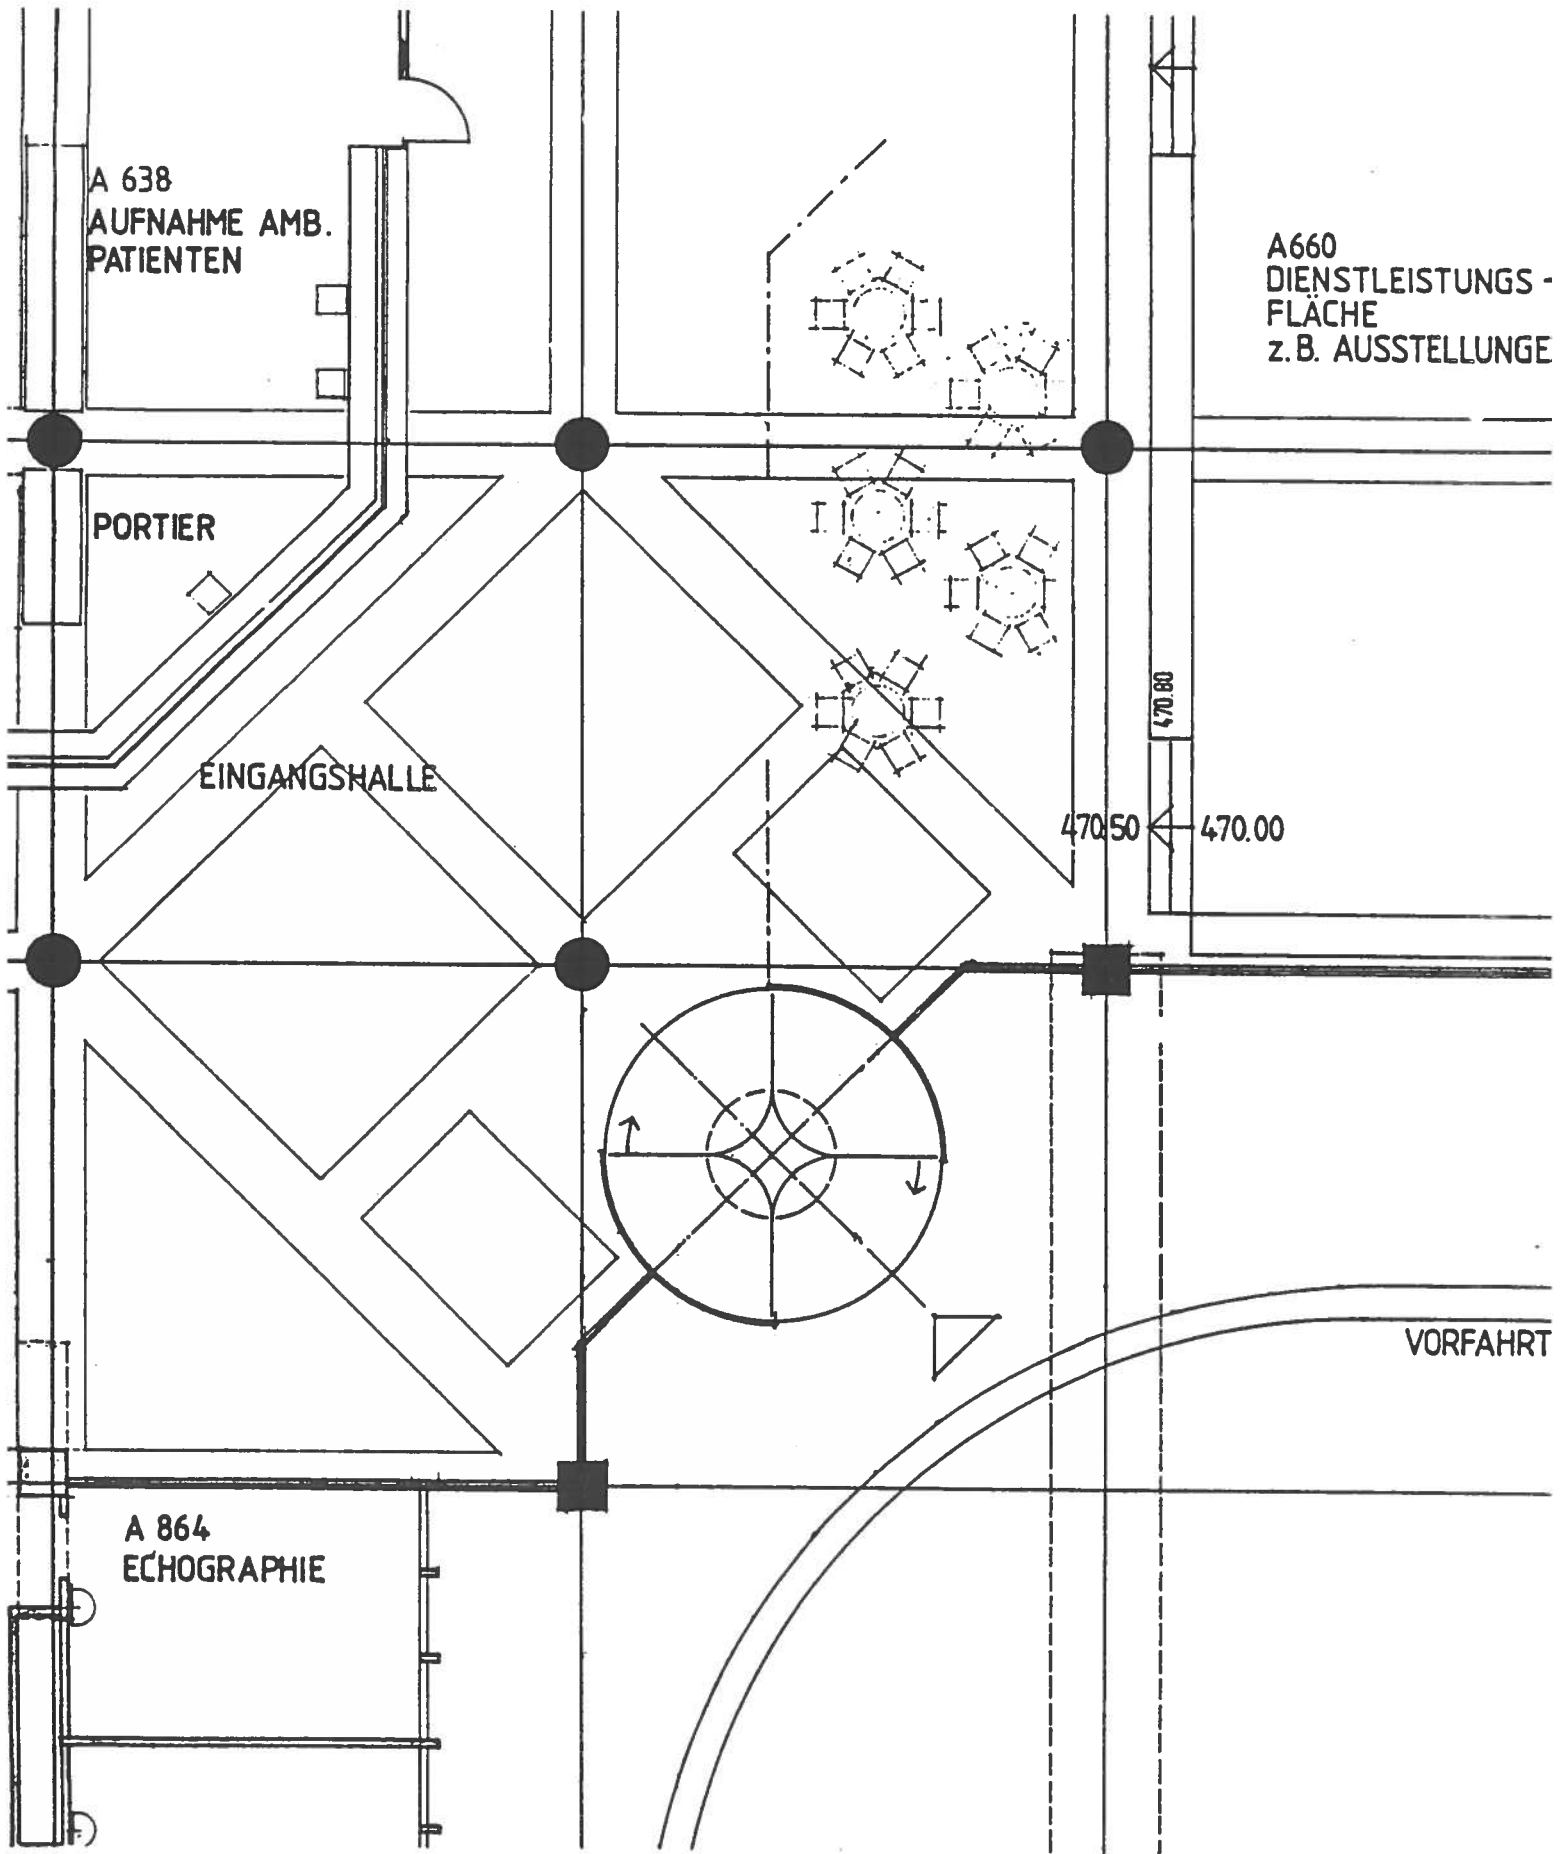 A 638
AUFNAHME AMB.
PATIENTEN
A660
DIENSTLEISTUNGS -
FLÄCHE
z.B. AUSSTELLUNGE
PORTIER
470.80
EINGANGSHALLE
470.50
470.00
VORFAHRT
A 864
ECHOGRAPHIE